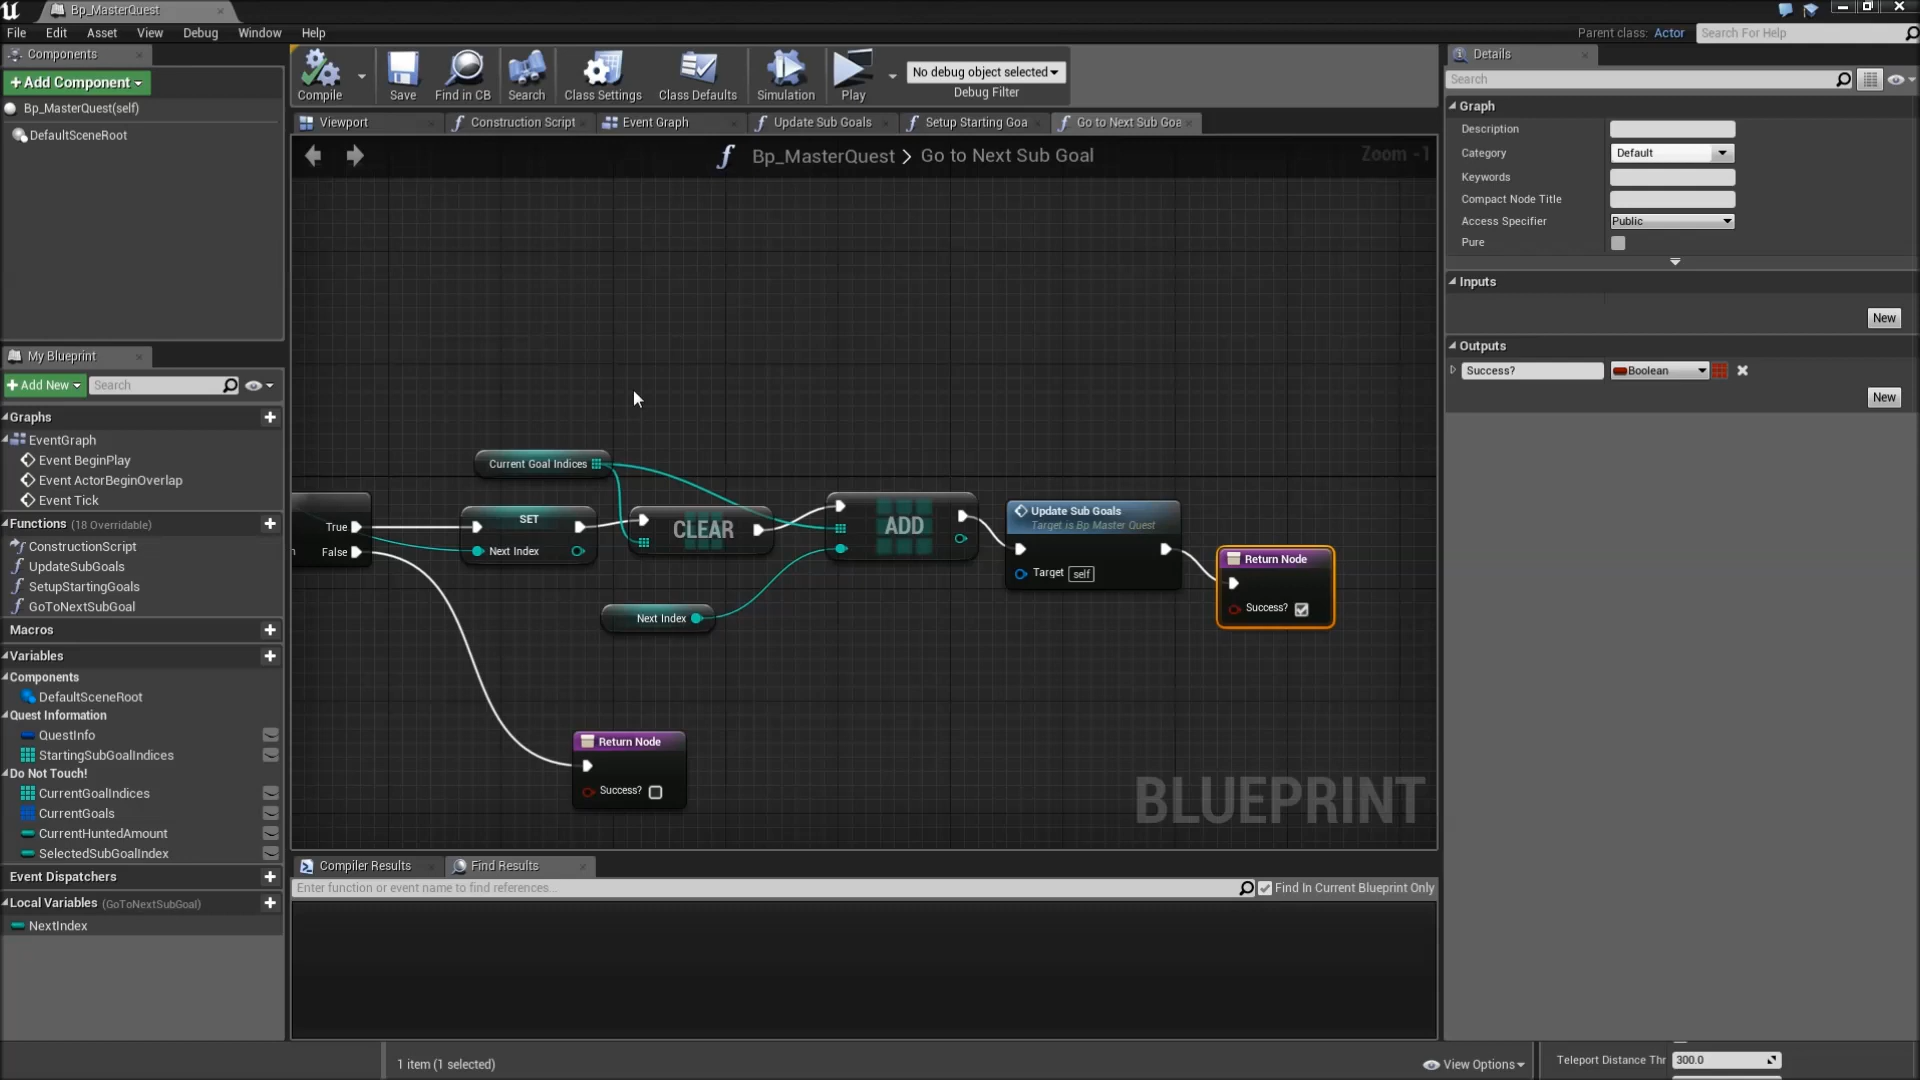 Bp_MasterQuest
File Edit Asset View Debug Window Help
Parent class: Actor
Search For Help
Components
+Add Component
Bp_MasterQuest(self)
DefaultSceneRoot
Compile
Save
Find in CB
Search
Class Settings
Class Defaults
Simulation
Play
No debug object selected
Debug Filter
Viewport
Construction Script
Event Graph
Update Sub Goals
Setup Starting Goa
Go to Next Sub Goa
Bp_MasterQuest > Go to Next Sub Goal
Zoom -1
My Blueprint
+Add New
Search
Graphs
EventGraph
Event BeginPlay
Event ActorBeginOverlap
Event Tick
Functions (18 Overridable)
ConstructionScript
UpdateSubGoals
SetupStartingGoals
GoToNextSubGoal
Macros
Variables
Components
DefaultSceneRoot
Quest Information
QuestInfo
StartingSubGoalIndices
Do Not Touch!
CurrentGoalIndices
CurrentGoals
CurrentHuntedAmount
SelectedSubGoalIndex
Event Dispatchers
Local Variables (GoToNextSubGoal)
NextIndex
Current Goal Indices
True
False
n
SET
Next Index
CLEAR
ADD
Next Index
Update Sub Goals
Target is Bp Master Quest
Target self
Return Node
Success?
Return Node
Success?
BLUEPRINT
Compiler Results
Find Results
Enter function or event name to find references...
Find In Current Blueprint Only
1 item (1 selected)
View Options
Details
Search
Graph
Description
Category Default
Keywords
Compact Node Title
Access Specifier Public
Pure
Inputs
New
Outputs
Success? Boolean
New
Teleport Distance Thr 300.0